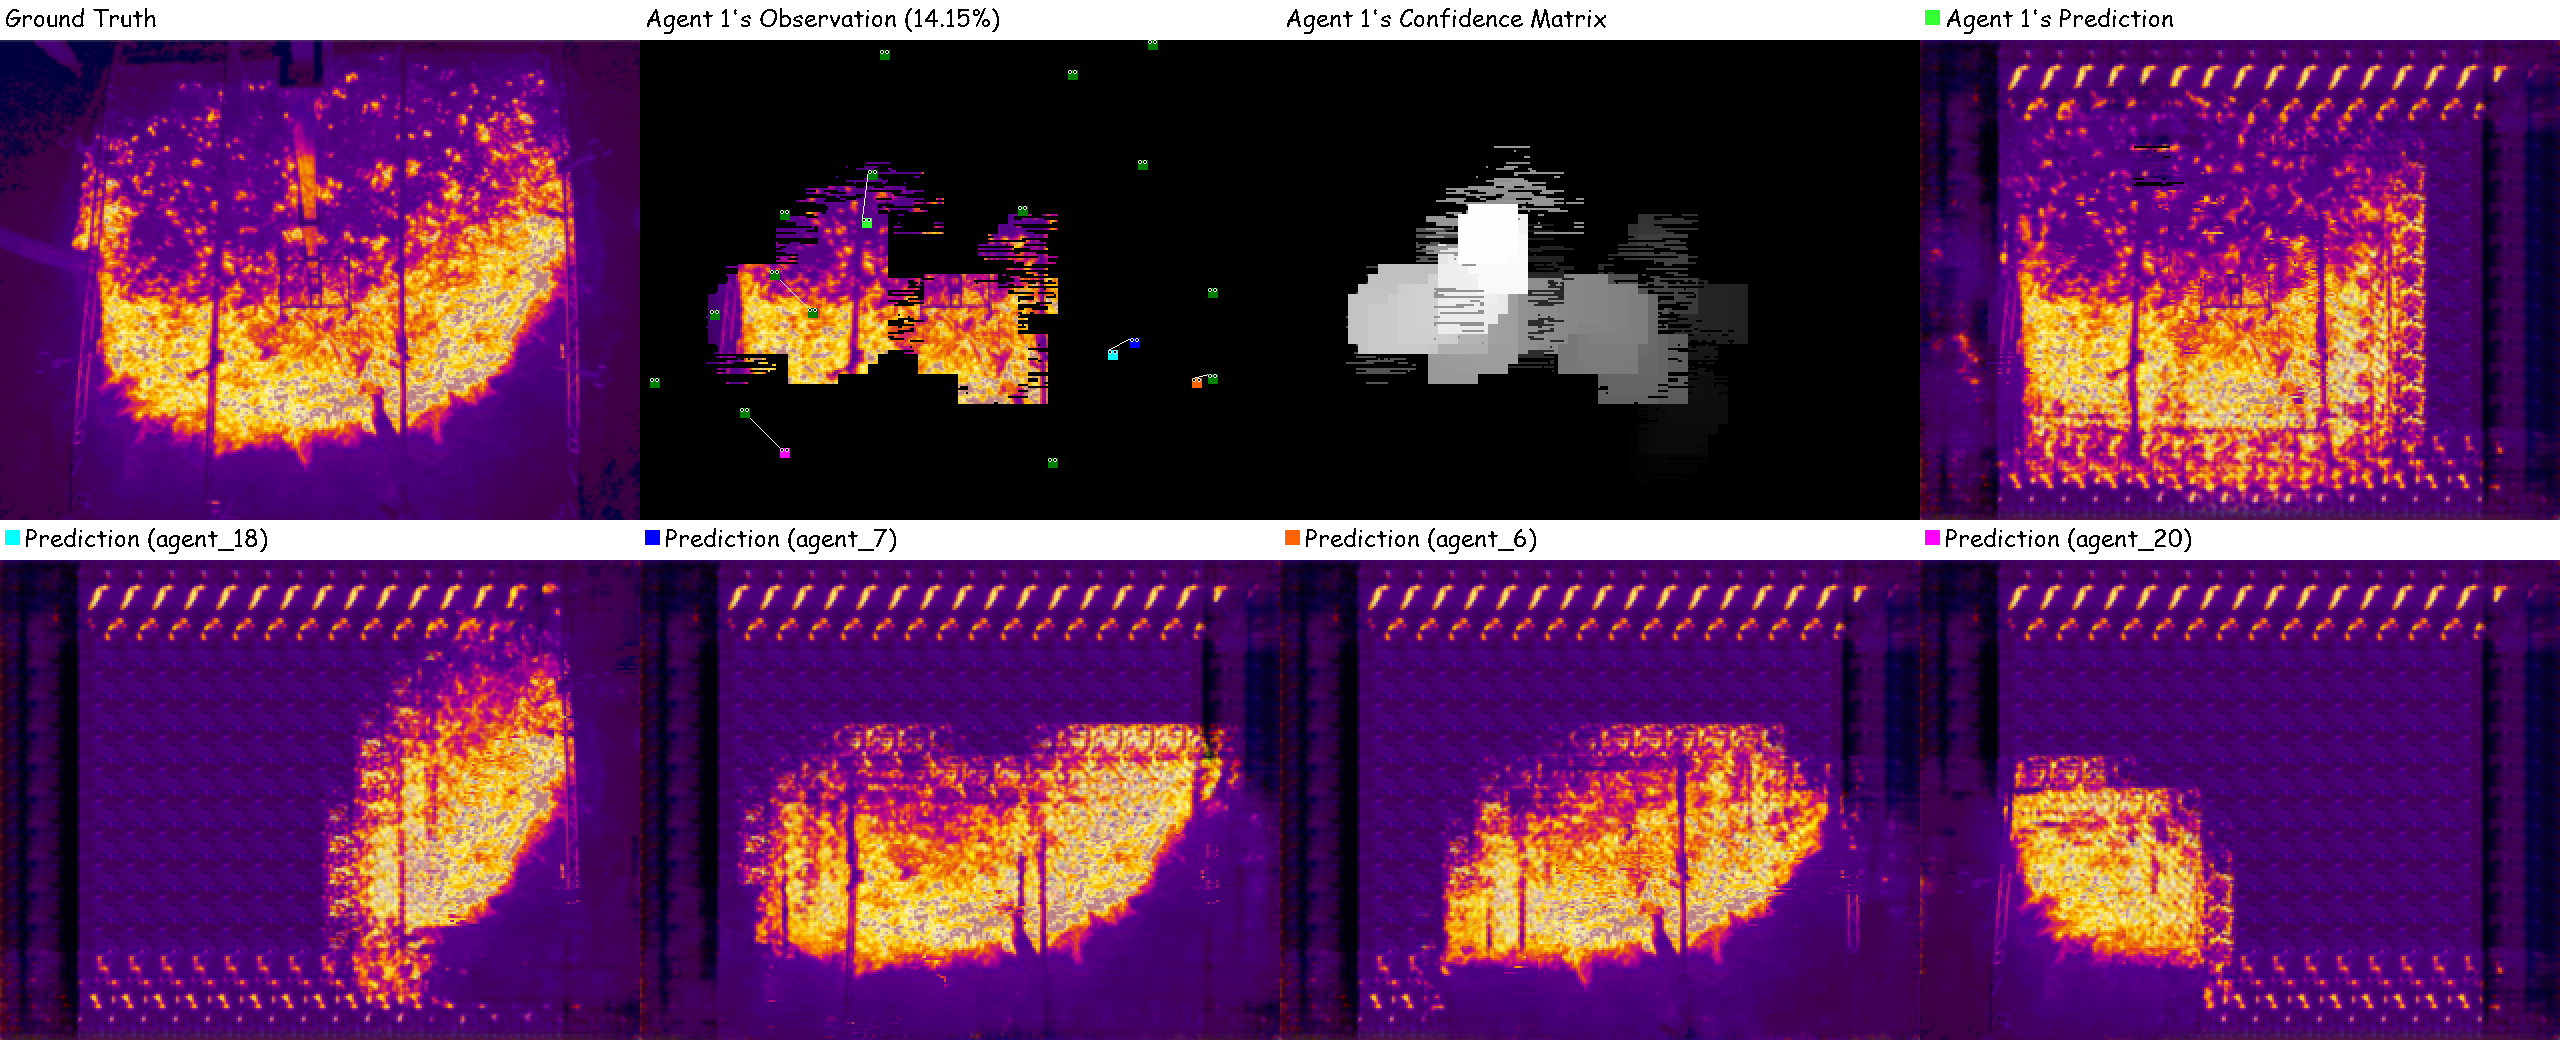 Ground Truth
Agent 1's Observation (14.15%)
Agent 1's Confidence Matrix
Agent 1's Prediction
Prediction (agent_18)
Prediction (agent_7)
Prediction (agent_6)
Prediction (agent_20)